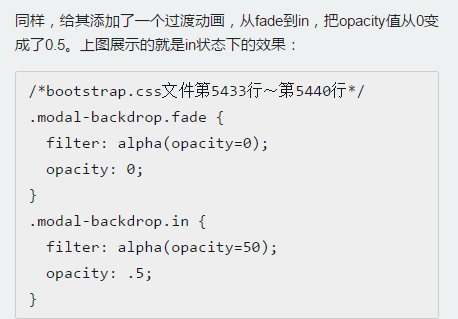 同样，给其添加了一个过渡动画，从fade到in，把opacity值从0变
成了0.5。上图展示的就是in状态下的效果：
/*bootstrap.css文件第5433行～第5440行*/
.modal-backdrop.fade {
  filter: alpha(opacity=0);
  opacity: 0;
}
.modal-backdrop.in {
  filter: alpha(opacity=50);
  opacity: .5;
}